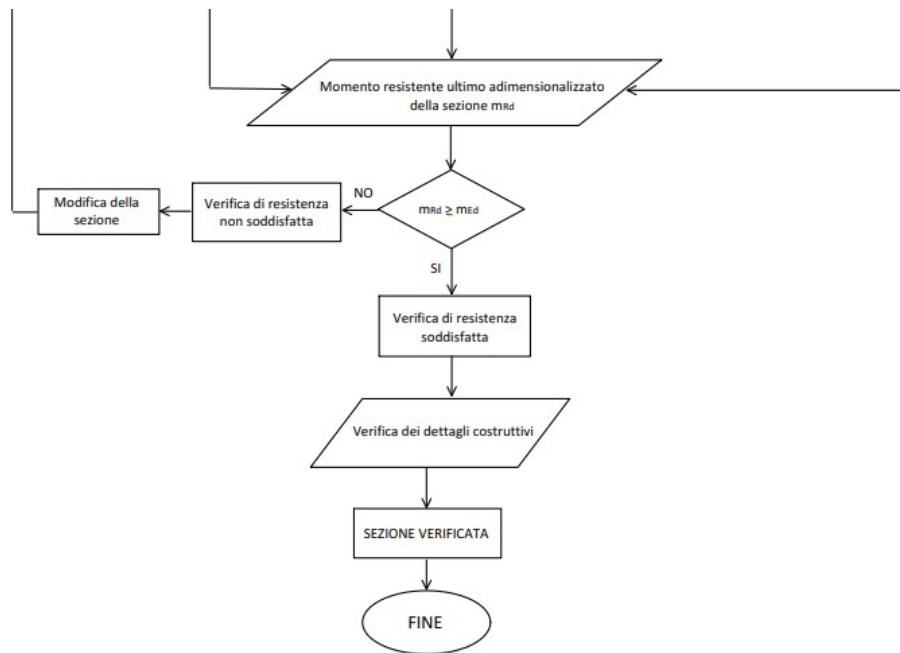 Momento resistente ultimo adimensionalizzato
della sezione mRd
NO
Modifica della
sezione
Verifica di resistenza
non soddisfatta
mRd ≥ mEd
SI
Verifica di resistenza
soddisfatta
Verifica dei dettagli costruttivi
SEZIONE VERIFICATA
FINE